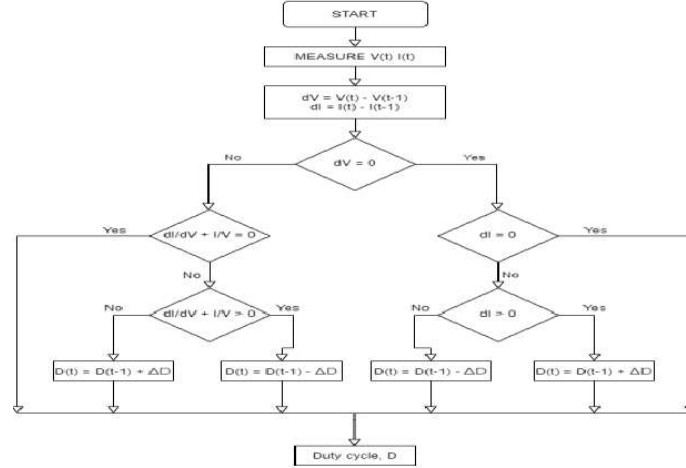 START
MEASURE V(t) I(t)
dV = V(t) - V(t-1)
dI = I(t) - I(t-1)
dV = 0
No
Yes
dI/dV + I/V = 0
dI = 0
Yes
Yes
No
No
dI/dV + I/V > 0
dI > 0
No
Yes
No
Yes
D(t) = D(t-1) + ΔD
D(t) = D(t-1) - ΔD
D(t) = D(t-1) - ΔD
D(t) = D(t-1) + ΔD
Duty cycle, D